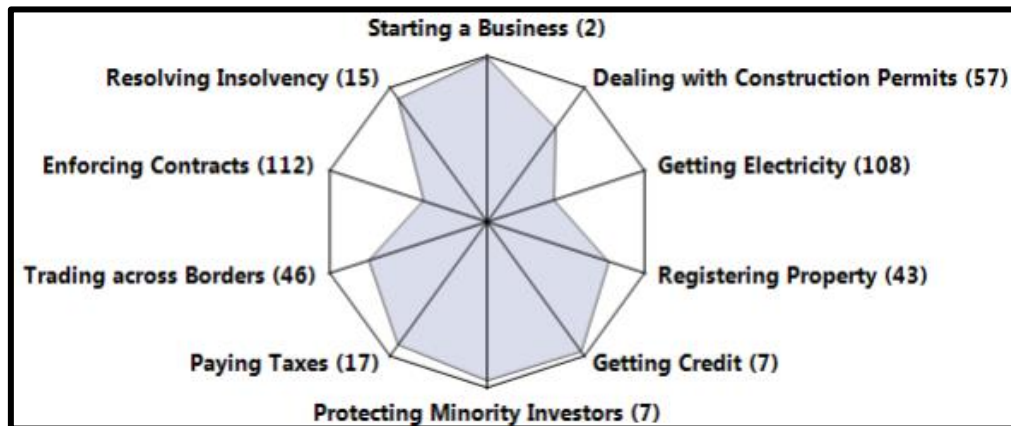 Starting a Business (2)
Resolving Insolvency (15)
Dealing with Construction Permits (57)
Enforcing Contracts (112)
Getting Electricity (108)
Trading across Borders (46)
Registering Property (43)
Paying Taxes (17)
Getting Credit (7)
Protecting Minority Investors (7)